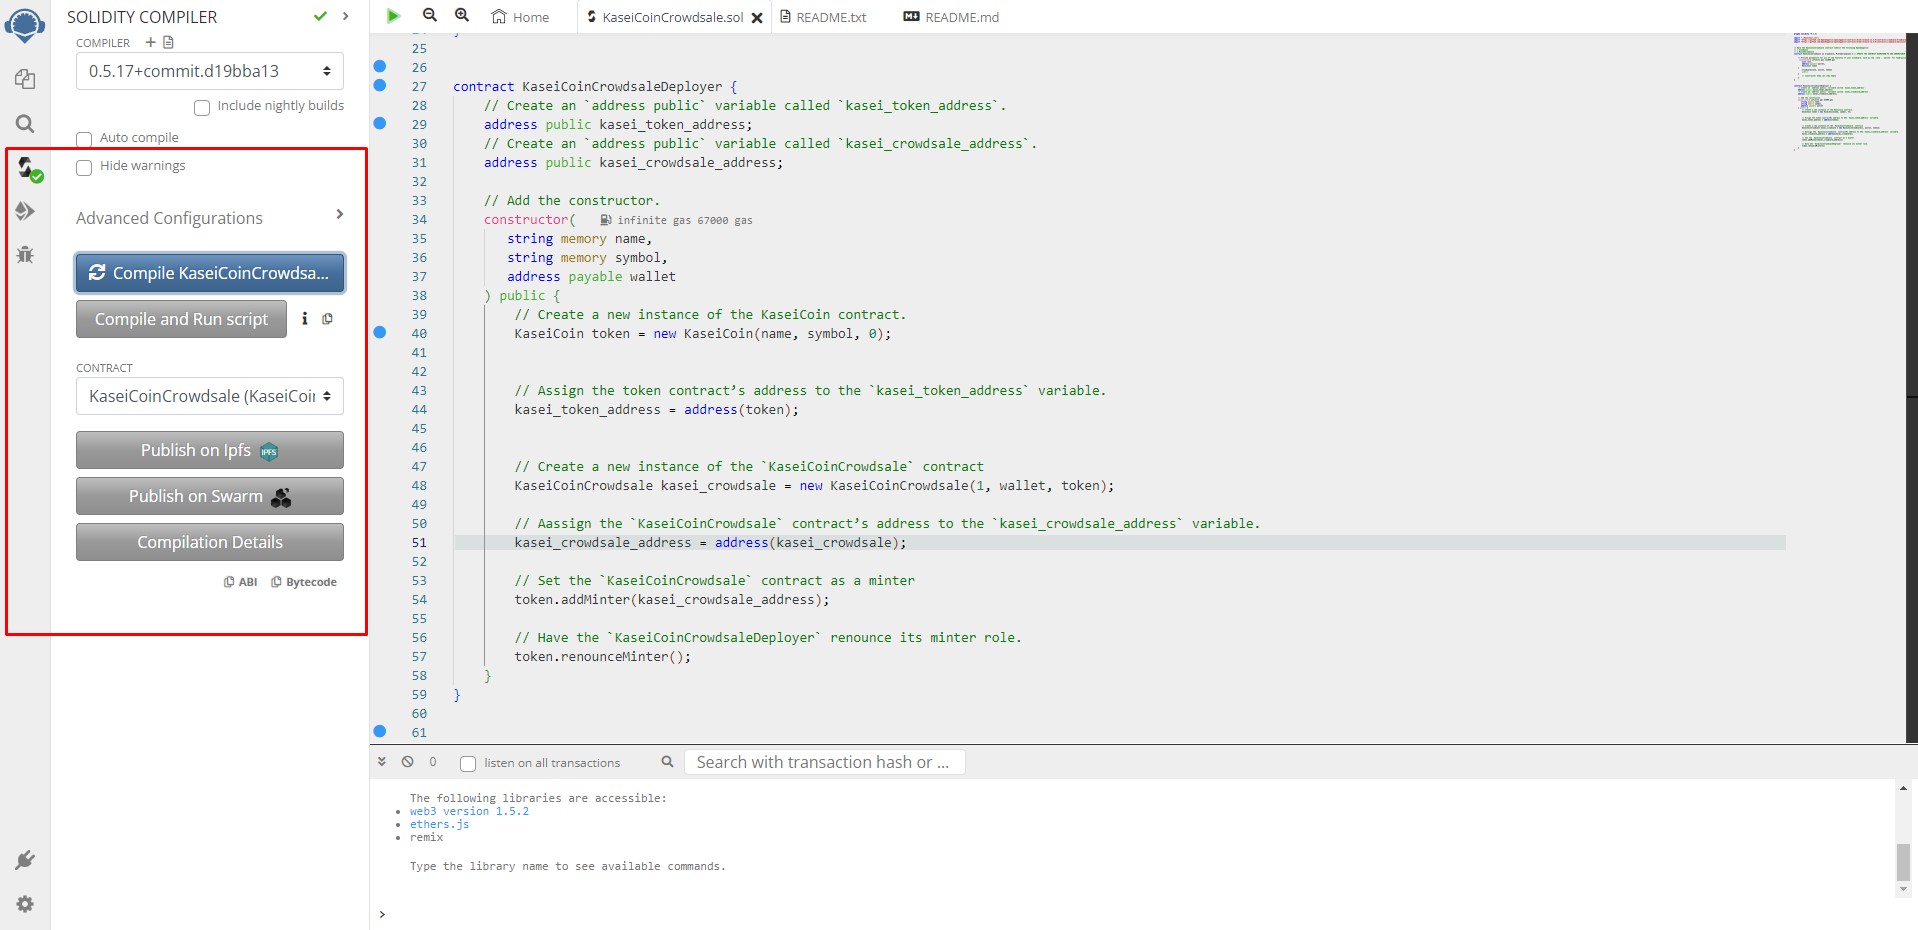 SOLIDITY COMPILER
COMPILER
0.5.17+commit.d19bba13
Include nightly builds
Auto compile
Hide warnings
Advanced Configurations
Compile KaseiCoinCrowdsa...
Compile and Run script
CONTRACT
KaseiCoinCrowdsale (KaseiCoin
Publish on Ipfs IPFS
Publish on Swarm
Compilation Details
ABI Bytecode
Home KaseiCoinCrowdsale.sol README.txt README.md
25
26
27 contract KaseiCoinCrowdsaleDeployer {
28 // Create an `address public` variable called `kasei_token_address`.
29 address public kasei_token_address;
30 // Create an `address public` variable called `kasei_crowdsale_address`.
31 address public kasei_crowdsale_address;
32
33 // Add the constructor.
34 constructor( infinite gas 67000 gas
35 string memory name,
36 string memory symbol,
37 address payable wallet
38 ) public {
39 // Create a new instance of the KaseiCoin contract.
40 KaseiCoin token = new KaseiCoin(name, symbol, 0);
41
42
43 // Assign the token contract’s address to the `kasei_token_address` variable.
44 kasei_token_address = address(token);
45
46
47 // Create a new instance of the `KaseiCoinCrowdsale` contract
48 KaseiCoinCrowdsale kasei_crowdsale = new KaseiCoinCrowdsale(1, wallet, token);
49
50 // Aassign the `KaseiCoinCrowdsale` contract’s address to the `kasei_crowdsale_address` variable.
51 kasei_crowdsale_address = address(kasei_crowdsale);
52
53 // Set the `KaseiCoinCrowdsale` contract as a minter
54 token.addMinter(kasei_crowdsale_address);
55
56 // Have the `KaseiCoinCrowdsaleDeployer` renounce its minter role.
57 token.renounceMinter();
58 }
59 }
60
61
0 listen on all transactions Search with transaction hash or ...
The following libraries are accessible:
• web3 version 1.5.2
• ethers.js
• remix
Type the library name to see available commands.
>